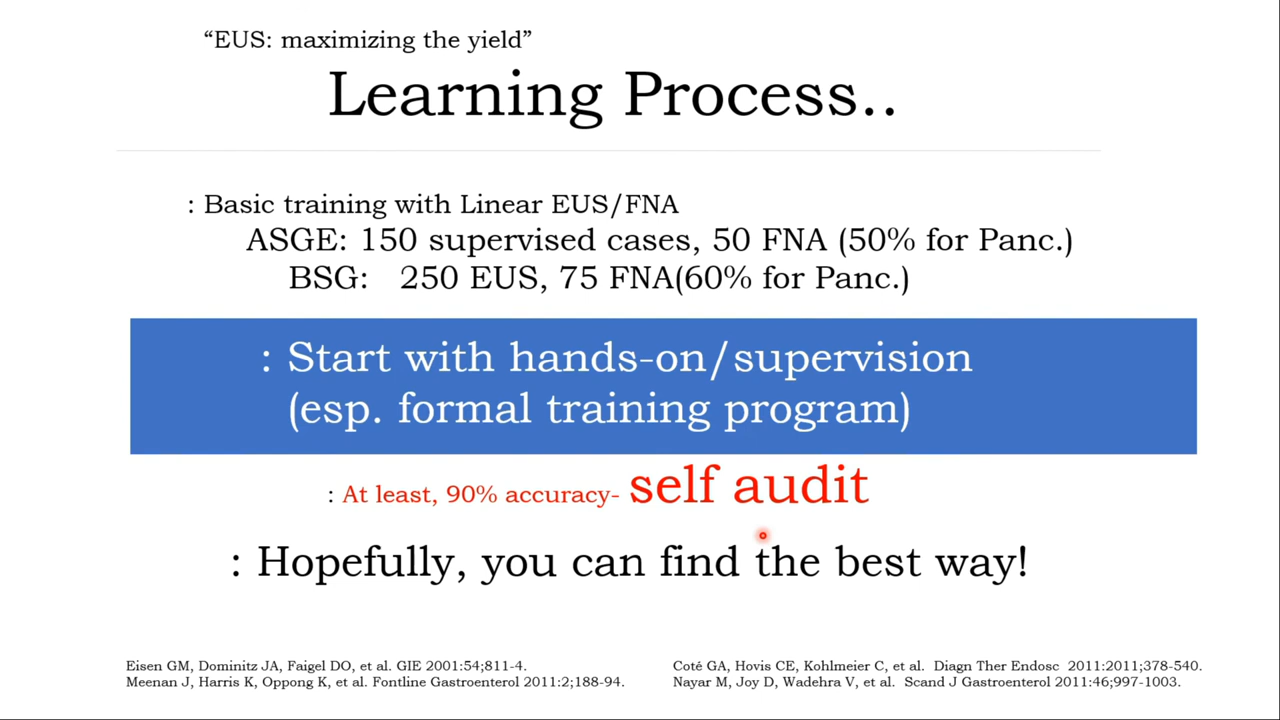 “EUS: maximizing the yield”
Learning Process..
: Basic training with Linear EUS/FNA
ASGE: 150 supervised cases, 50 FNA (50% for Panc.)
BSG: 250 EUS, 75 FNA(60% for Panc.)
: Start with hands-on/supervision
(esp. formal training program)
: At least, 90% accuracy- self audit
: Hopefully, you can find the best way!
Eisen GM, Dominitz JA, Faigel DO, et al. GIE 2001:54;811-4.
Meenan J, Harris K, Oppong K, et al. Fontline Gastroenterol 2011:2;188-94.
Coté GA, Hovis CE, Kohlmeier C, et al. Diagn Ther Endosc 2011:2011;378-540.
Nayar M, Joy D, Wadehra V, et al. Scand J Gastroenterol 2011:46;997-1003.